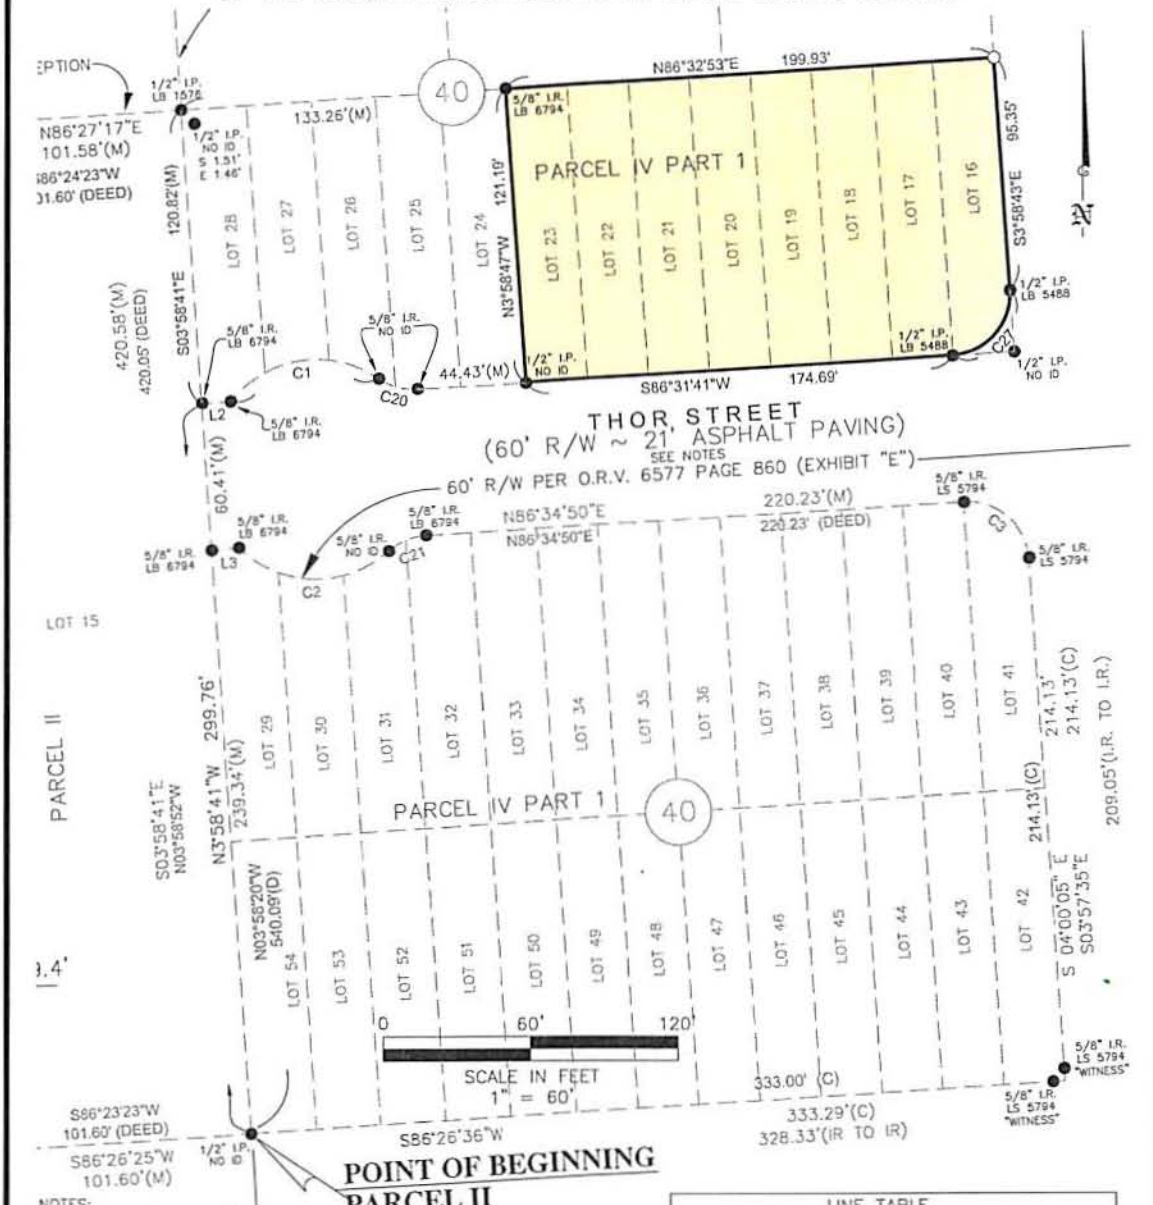 EPTION
1/2" I.P.
LB 1576
40
N86°32'53"E 199.93'
5/8" I.R.
LB 6794
133.26'(M)
N86°27'17"E
101.58'(M)
1/2" I.P.
NO ID
S 1.51'
E 1.46'
S86°24'23"W
01.60' (DEED)
120.82'(M)
S03°58'41"E
420.58'(M)
420.05' (DEED)
LOT 28
LOT 27
LOT 26
LOT 25
LOT 24
121.19'
N3°58'47"W
PARCEL IV PART 1
LOT 23
LOT 22
LOT 21
LOT 20
LOT 19
LOT 18
LOT 17
LOT 16
95.35'
S3°58'43"E
N
1/2" I.P.
LB 5488
5/8" I.R.
LB 6794
5/8" I.R.
NO ID
1/2" I.P.
NO ID
1/2" I.P.
LB 5488
C27
1/2" I.P.
NO ID
C1
C20
44.43'(M)
S86°31'41"W 174.69'
L2
5/8" I.R.
LB 6794
THOR STREET
(60' R/W ~ 21' ASPHALT PAVING)
SEE NOTES
60' R/W PER O.R.V. 6577 PAGE 860 (EXHIBIT "E")
60.41'(M)
5/8" I.R.
LB 6794
5/8" I.R.
LB 6794
N86°34'50"E
N86°34'50"E
220.23'(M)
220.23' (DEED)
5/8" I.R.
LS 5794
C3
5/8" I.R.
LB 6794
L3
5/8" I.R.
NO ID
C21
5/8" I.R.
LS 5794
C2
LOT 15
PARCEL II
S03°58'41"E
N03°58'52"W
N3°58'41"W 299.76'
239.34'(M)
LOT 29
LOT 30
LOT 31
LOT 32
LOT 33
LOT 34
LOT 35
LOT 36
LOT 37
LOT 38
LOT 39
LOT 40
LOT 41
214.13'
214.13'(C)
209.05'(I.R. TO I.R.)
214.13'(C)
PARCEL IV PART 1
40
N03°58'20"W
540.09'(D)
LOT 54
LOT 53
LOT 52
LOT 51
LOT 50
LOT 49
LOT 48
LOT 47
LOT 46
LOT 45
LOT 44
LOT 43
LOT 42
S 04°00'05" E
S03°57'35"E
9.4'
0 60' 120'
SCALE IN FEET
1" = 60'
5/8" I.R.
LS 5794
"WITNESS"
333.00' (C)
5/8" I.R.
LS 5794
"WITNESS"
S86°23'23"W
101.60' (DEED)
333.29'(C)
328.33'(IR TO IR)
S86°26'36"W
S86°26'25"W
101.60'(M)
1/2" I.P.
NO ID
POINT OF BEGINNING
PARCEL II
NOTES:
LINE TABLE